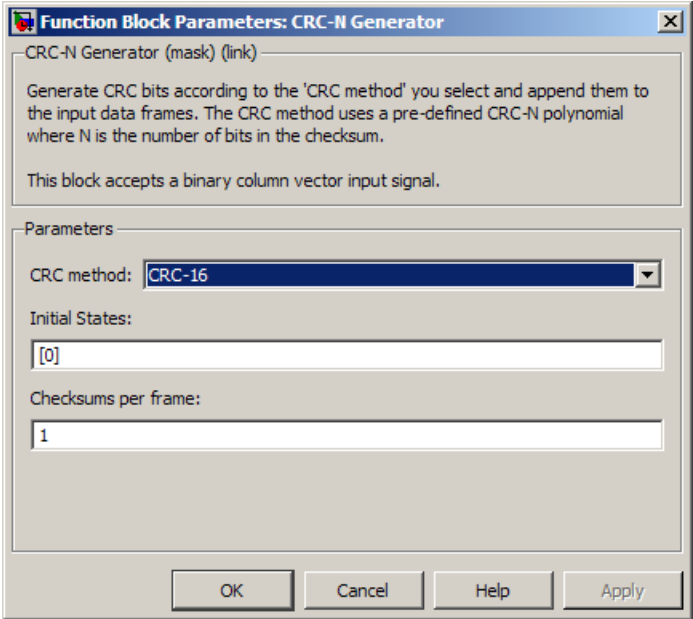 Function Block Parameters: CRC-N Generator
CRC-N Generator (mask) (link)
Generate CRC bits according to the 'CRC method' you select and append them to
the input data frames. The CRC method uses a pre-defined CRC-N polynomial
where N is the number of bits in the checksum.
This block accepts a binary column vector input signal.
Parameters
CRC method: CRC-16
Initial States:
[0]
Checksums per frame:
1
OK Cancel Help Apply